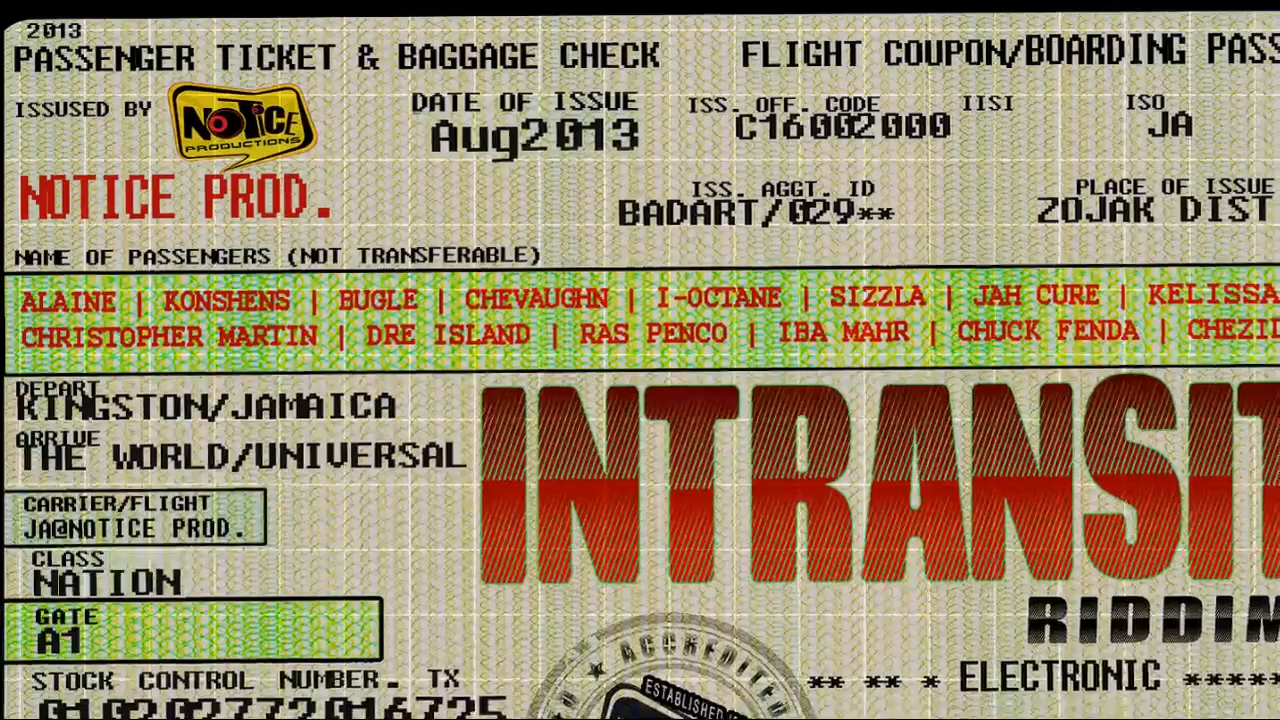 2013
PASSENGER TICKET & BAGGAGE CHECK FLIGHT COUPON/BOARDING PASS
ISSUSED BY
NOTICE
PRODUCTIONS
DATE OF ISSUE
Aug2013
ISS. OFF. CODE
C16002000
IISI
ISO
JA
NOTICE PROD.
ISS. AGGT. ID
BADART/029**
PLACE OF ISSUE
ZOJAK DIST
NAME OF PASSENGERS (NOT TRANSFERABLE)
ALAINE | KONSHENS | BUGLE | CHEVAUGHN | I-OCTANE | SIZZLA | JAH CURE | KELISSA
CHRISTOPHER MARTIN | DRE ISLAND | RAS PENCO | IBA MAHR | CHUCK FENDA |
DEPART
KINGSTON/JAMAICA
ARRIVE
THE WORLD/UNIVERSAL
INTRANSIT
RIDDIM
CARRIER/FLIGHT
JA@NOTICE PROD.
CLASS
NATION
GATE
A1
STOCK CONTROL NUMBER. TX
010202772016725
ACCREDITED
ESTABLISHED
** ** * ELECTRONIC *****